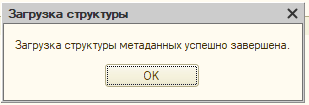 Загрузка структуры
Загрузка структуры метаданных успешно завершена.
OK